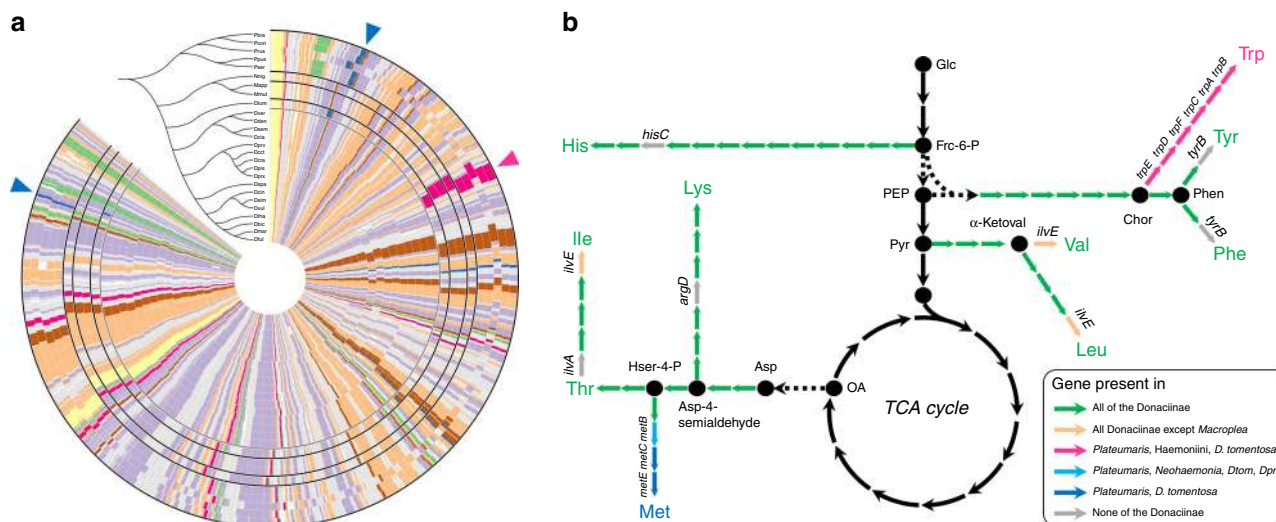 a
Pbra
Pcon
Prus
Ppus
Pser
Nnig
Mapp
Mmut
Dtom
Dver
Dden
Dsem
Dcla
Dprv
Dcct
Dcra
Dpis
Dprx
Dspa
Dcin
Dsim
Dvul
Dtha
Dbic
Dmar
Dful
b
Glc
Trp
trpE trpD trpF trpC trpA trpB
His
hisC
Frc-6-P
tyrB
Tyr
Lys
PEP
Chor
Phen
α-Ketoval
tyrB
Ile
Pyr
ilvE
Val
Phe
ilvE
argD
ilvE
Leu
ilvA
Hser-4-P
Asp
Thr
OA
Asp-4-
semialdehyde
TCA cycle
metE metC metB
Met
Gene present in
All of the Donaciinae
All Donaciinae except Macroplea
Plateumaris, Haemoniini, D. tomentosa
Plateumaris, Neohaemonia, Dtom, Dpr
Plateumaris, D. tomentosa
None of the Donaciinae